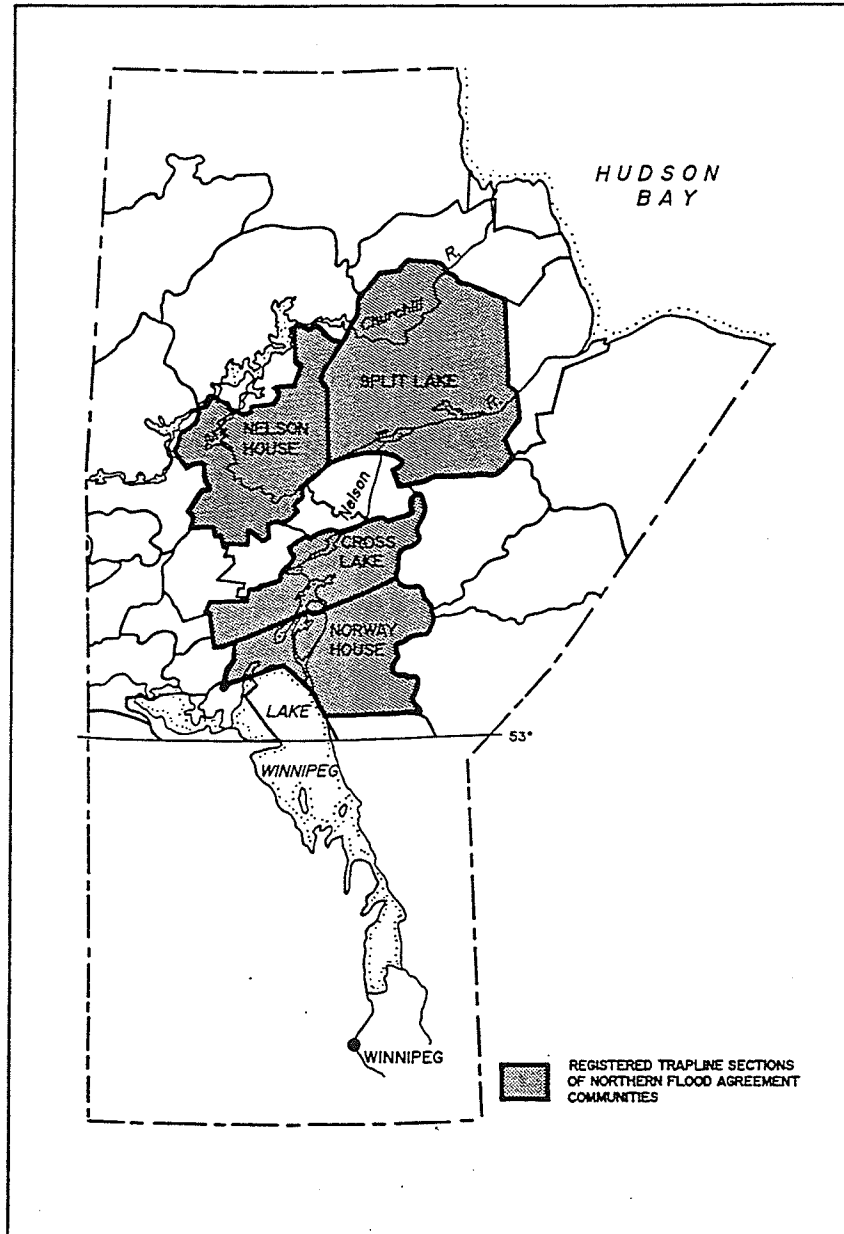 HUDSON
BAY
R.
Churchill
SPLIT LAKE
R.
NELSON
HOUSE
Nelson
CROSS
LAKE
NORWAY
HOUSE
LAKE
53°
WINNIPEG
WINNIPEG
REGISTERED TRAPLINE SECTIONS
OF NORTHERN FLOOD AGREEMENT
COMMUNITIES